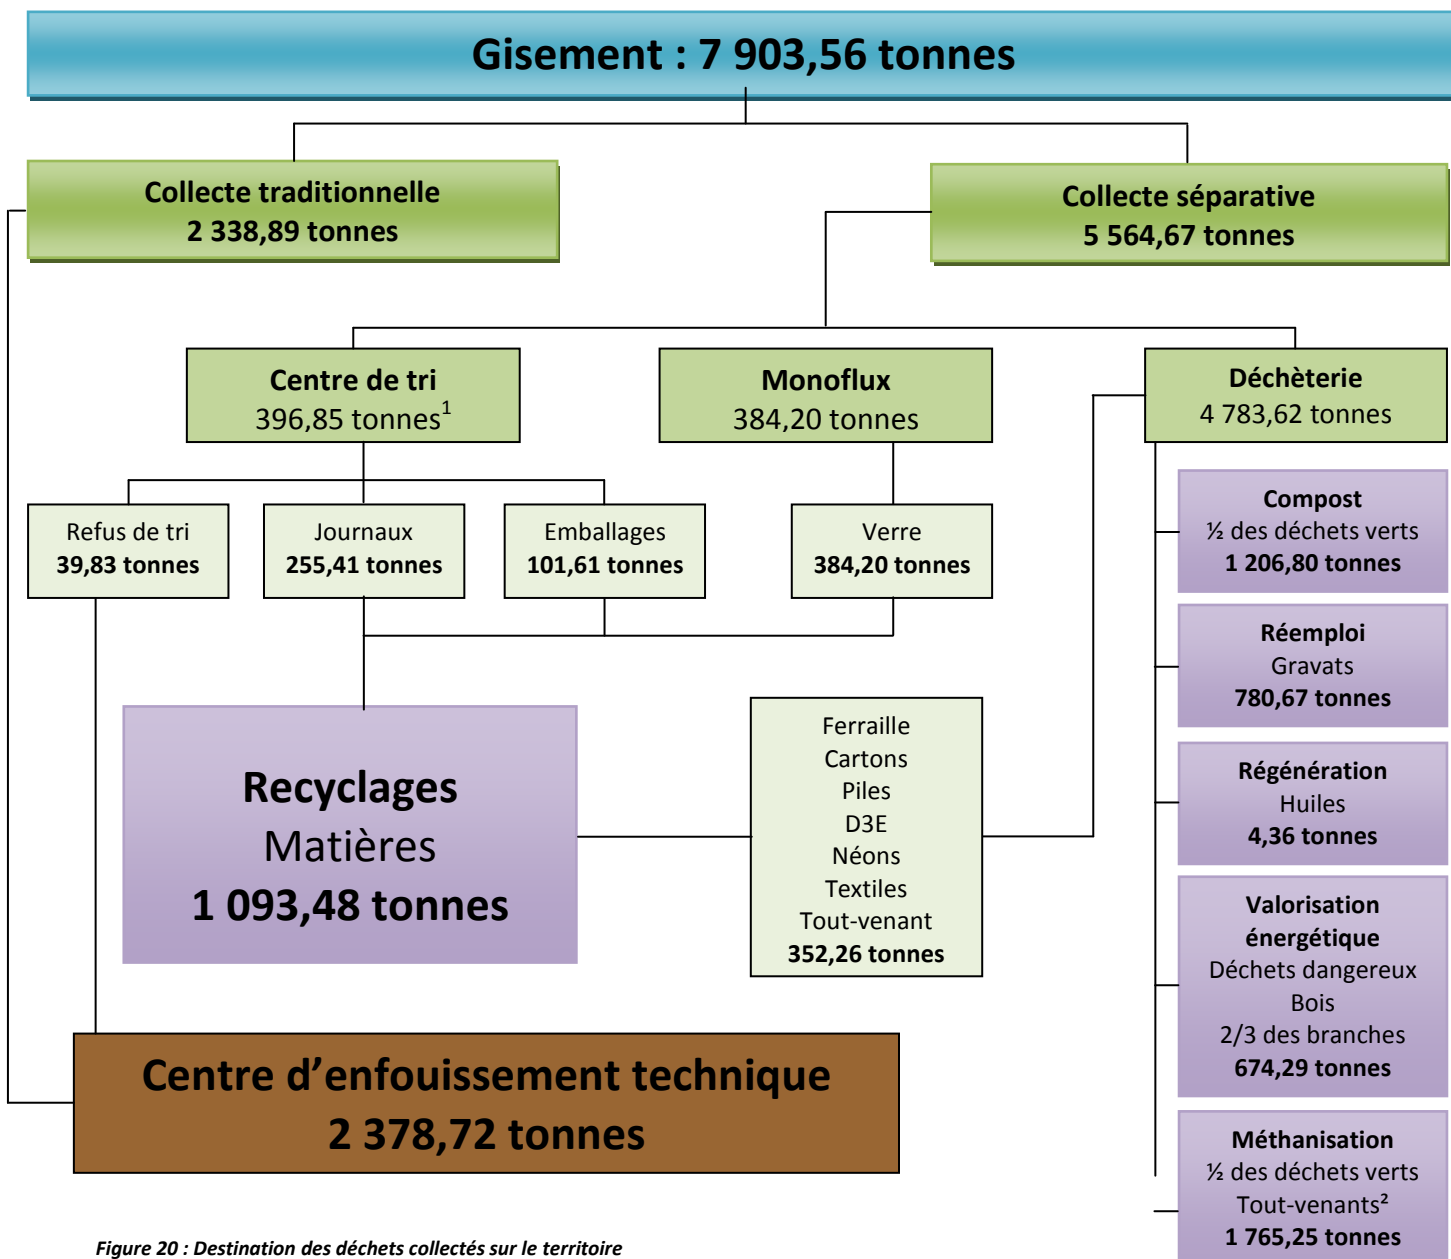 Gisement : 7 903,56 tonnes
Collecte traditionnelle
2 338,89 tonnes
Collecte séparative
5 564,67 tonnes
Centre de tri
396,85 tonnes¹
Monoflux
384,20 tonnes
Déchèterie
4 783,62 tonnes
Refus de tri
39,83 tonnes
Journaux
255,41 tonnes
Emballages
101,61 tonnes
Verre
384,20 tonnes
Compost
½ des déchets verts
1 206,80 tonnes
Réemploi
Gravats
780,67 tonnes
Régénération
Huiles
4,36 tonnes
Valorisation
énergétique
Déchets dangereux
Bois
2/3 des branches
674,29 tonnes
Méthanisation
½ des déchets verts
Tout-venants²
1 765,25 tonnes
Recyclages
Matières
1 093,48 tonnes
Ferraille
Cartons
Piles
D3E
Néons
Textiles
Tout-venant
352,26 tonnes
Centre d’enfouissement technique
2 378,72 tonnes
Figure 20 : Destination des déchets collectés sur le territoire